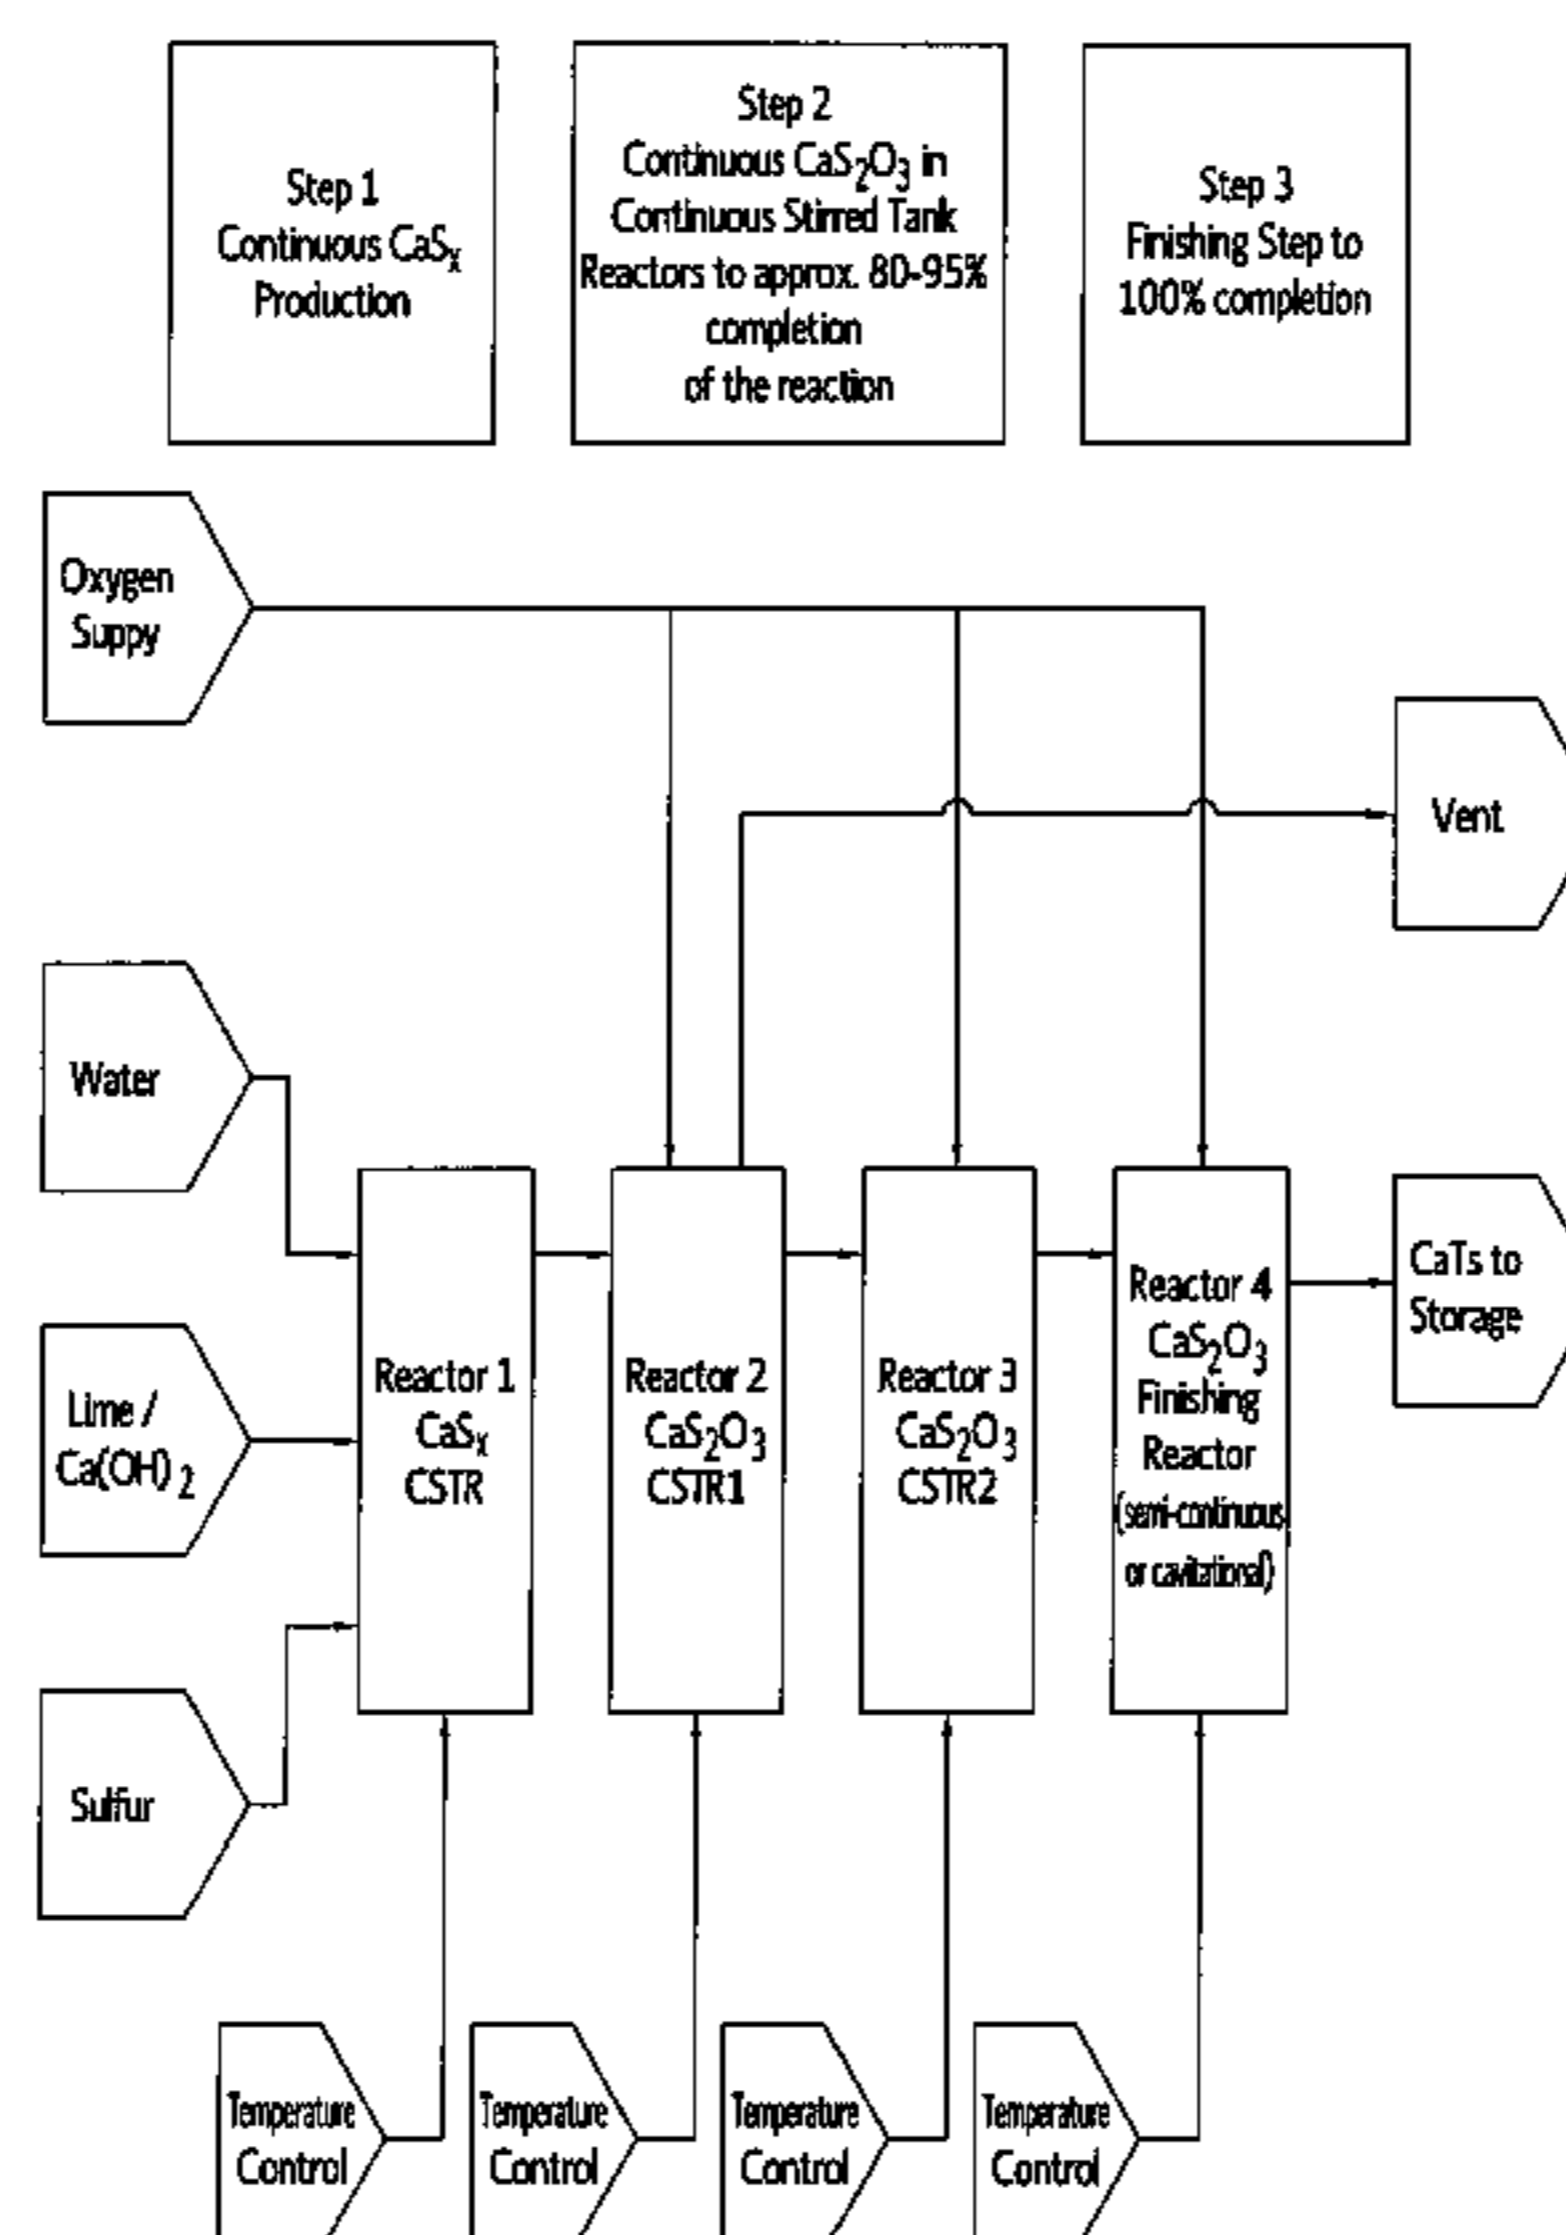 Step 1
Continuous CaSₓ
Production
Step 2
Continuous CaS₂O₃ in
Continuous Stirred Tank
Reactors to approx. 80-95%
completion
of the reaction
Step 3
Finishing Step to
100% completion
Oxygen
Suppy
Vent
Water
Lime /
Ca(OH)₂
Sulfur
Reactor 1
CaSₓ
CSTR
Reactor 2
CaS₂O₃
CSTR1
Reactor 3
CaS₂O₃
CSTR2
Reactor 4
CaS₂O₃
Finishing
Reactor
(semi-continuous
or cavitational)
CaTs to
Storage
Temperature
Control
Temperature
Control
Temperature
Control
Temperature
Control